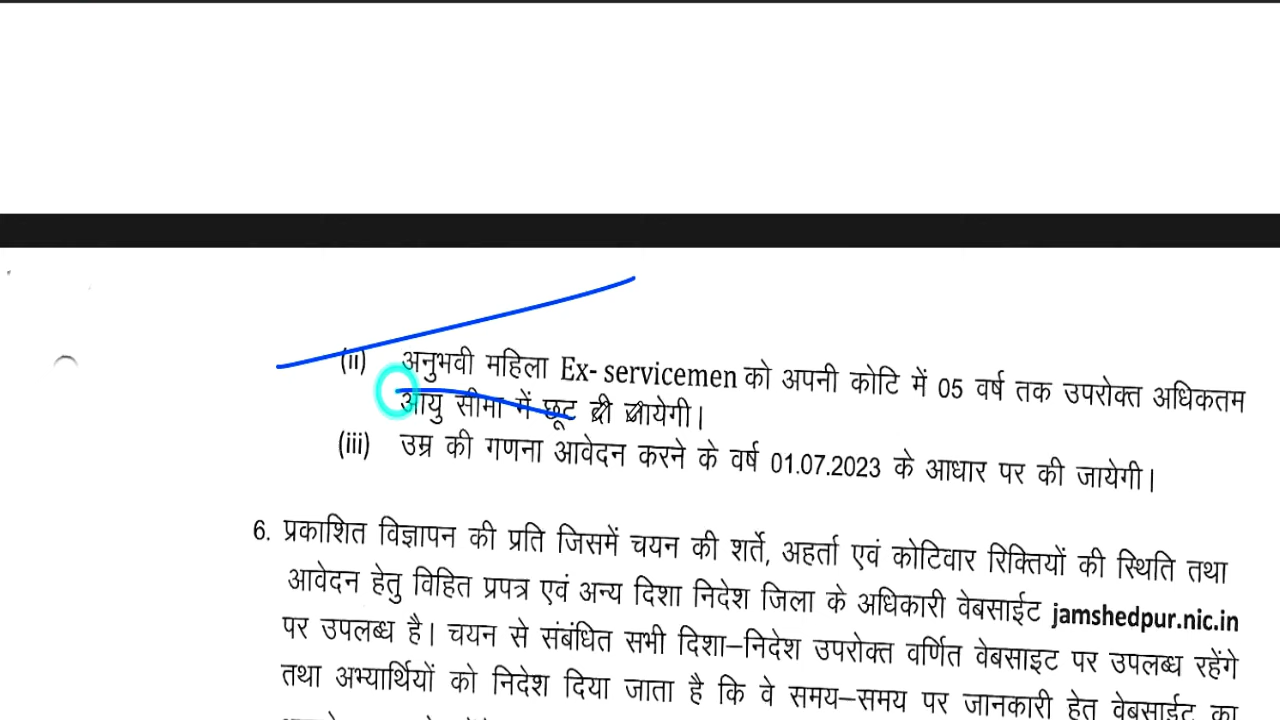 (ii) अनुभवी महिला Ex- servicemen को अपनी कोटि में 05 वर्ष तक उपरोक्त अधिकतम
आयु सीमा में छूट दी जायेगी।
(iii) उम्र की गणना आवेदन करने के वर्ष 01.07.2023 के आधार पर की जायेगी।
6. प्रकाशित विज्ञापन की प्रति जिसमें चयन की शर्ते, अहर्ता एवं कोटिवार रिक्तियों की स्थिति तथा
आवेदन हेतु विहित प्रपत्र एवं अन्य दिशा निदेश जिला के अधिकारी वेबसाईट jamshedpur.nic.in
पर उपलब्ध है। चयन से संबंधित सभी दिशा–निदेश उपरोक्त वर्णित वेबसाइट पर उपलब्ध रहेंगे
तथा अभ्यार्थियों को निदेश दिया जाता है कि वे समय–समय पर जानकारी हेतु वेबसाईट का